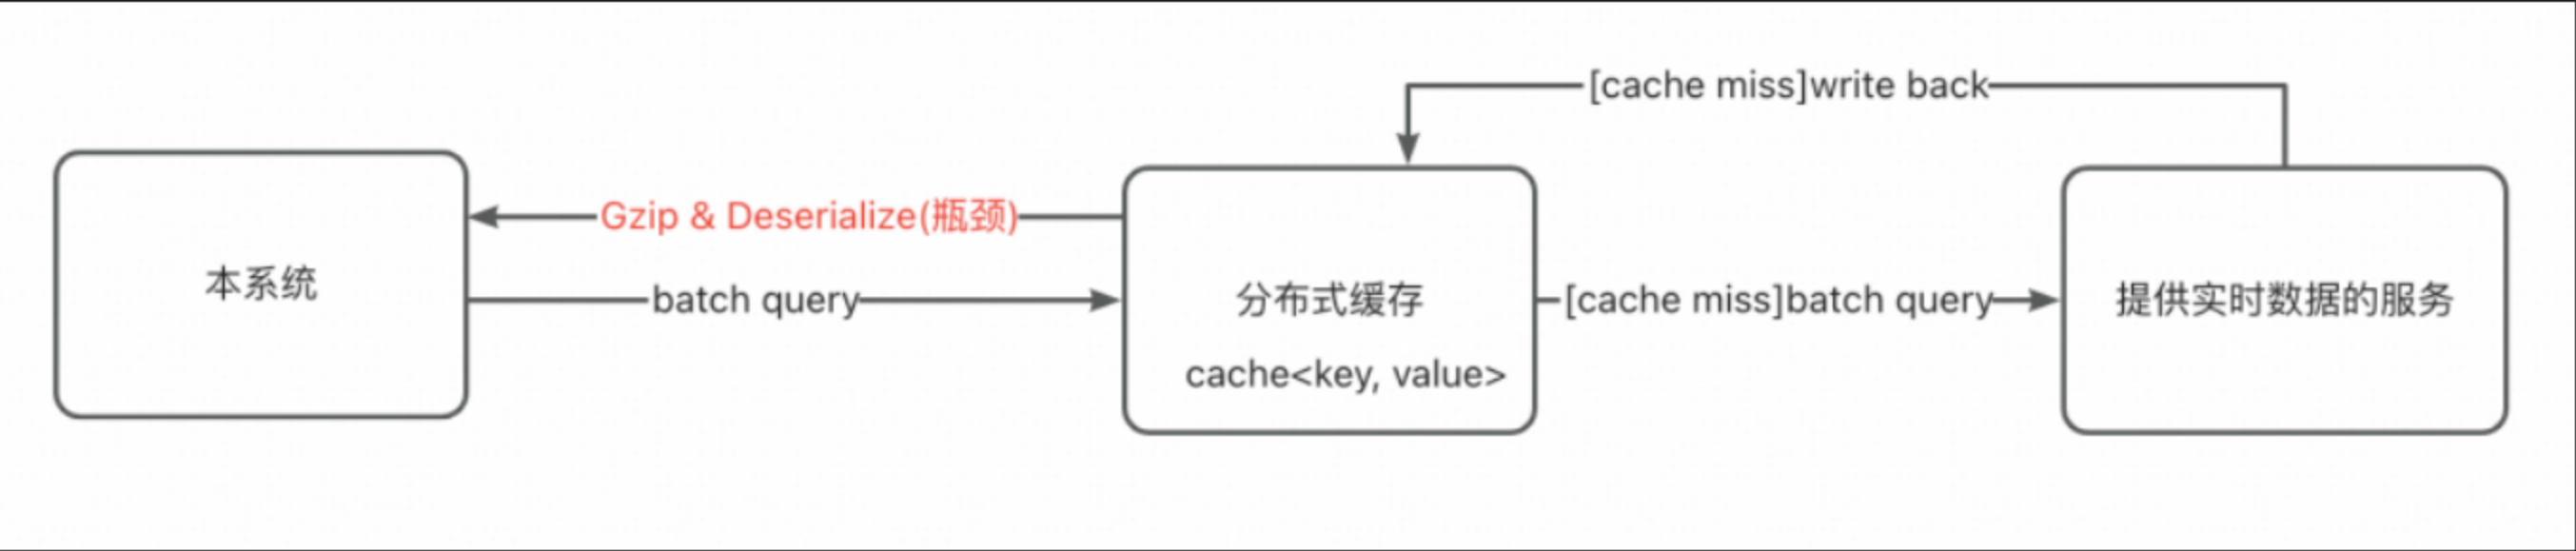 [cache miss]write back
Gzip & Deserialize(瓶颈)
本系统
batch query
分布式缓存
[cache miss]batch query
提供实时数据的服务
cache<key, value>